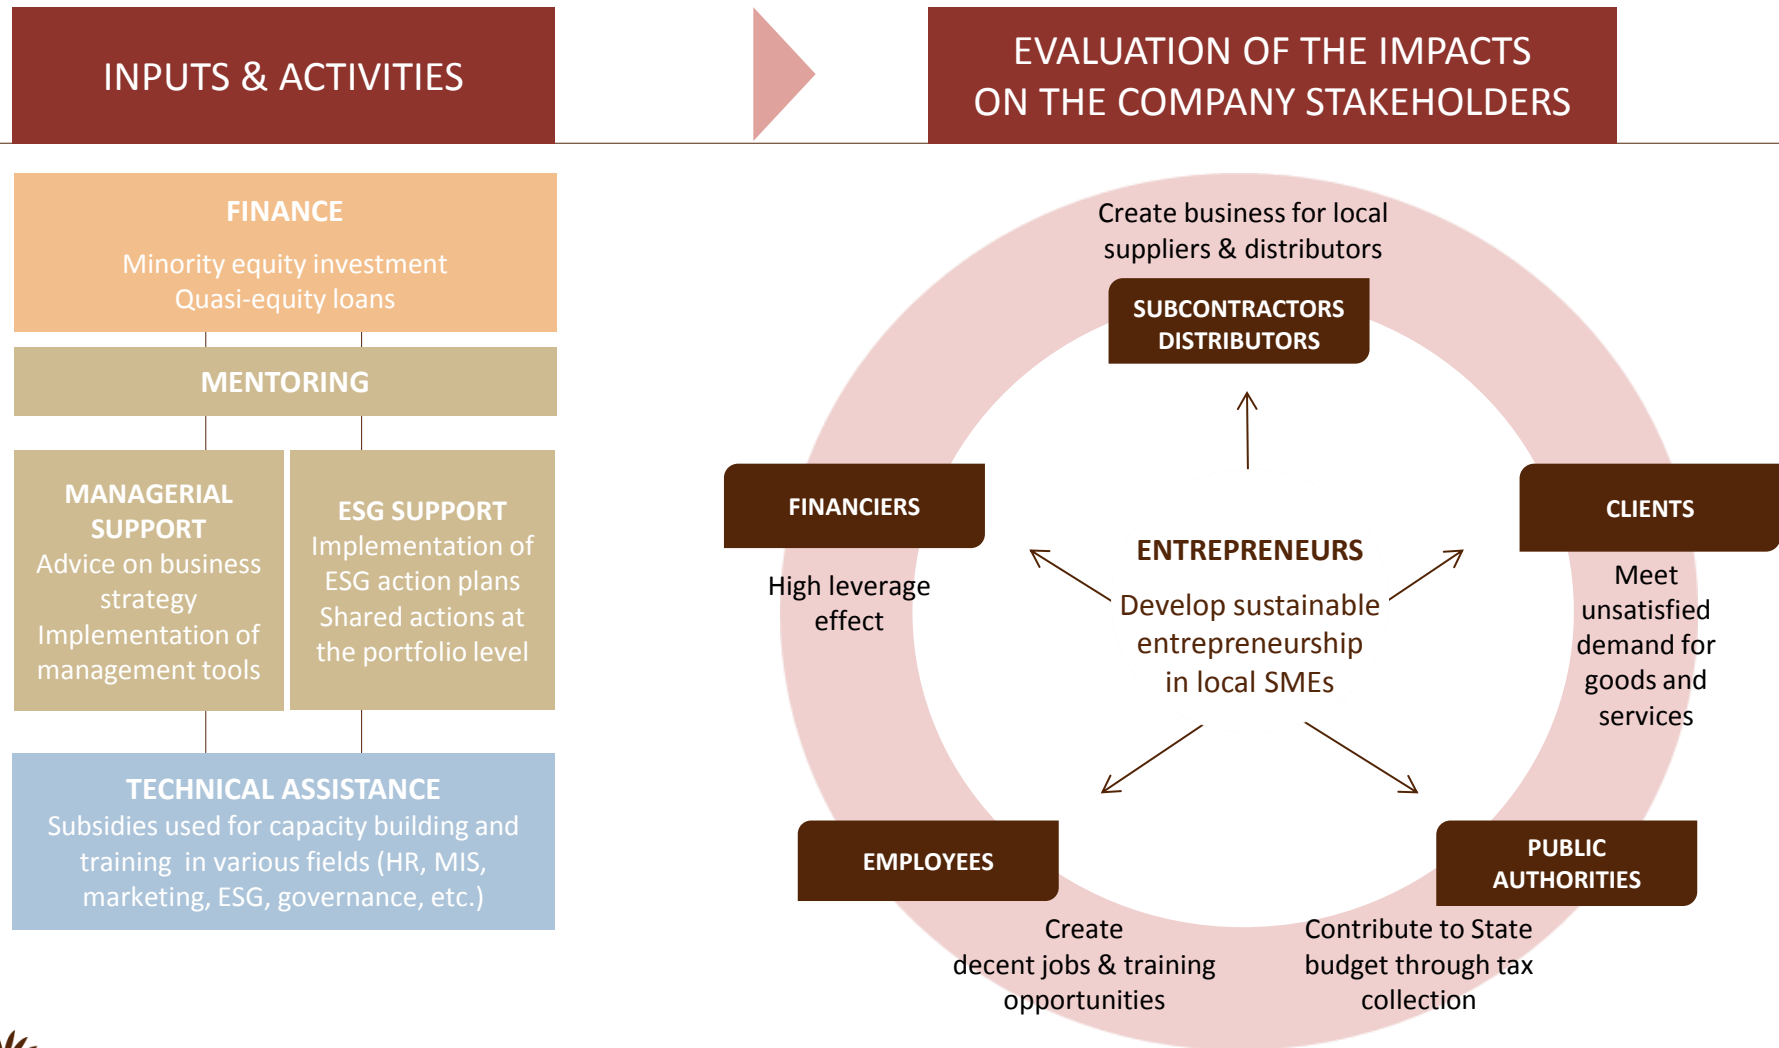 INPUTS & ACTIVITIES
EVALUATION OF THE IMPACTS
ON THE COMPANY STAKEHOLDERS
FINANCE
Minority equity investment
Quasi-equity loans
MENTORING
MANAGERIAL
SUPPORT
Advice on business
strategy
Implementation of
management tools
ESG SUPPORT
Implementation of
ESG action plans
Shared actions at
the portfolio level
TECHNICAL ASSISTANCE
Subsidies used for capacity building and
training in various fields (HR, MIS,
marketing, ESG, governance, etc.)
Create business for local
suppliers & distributors
SUBCONTRACTORS
DISTRIBUTORS
FINANCIERS
High leverage
effect
CLIENTS
Meet
unsatisfied
demand for
goods and
services
ENTREPRENEURS
Develop sustainable
entrepreneurship
in local SMEs
EMPLOYEES
Create
decent jobs & training
opportunities
PUBLIC
AUTHORITIES
Contribute to State
budget through tax
collection